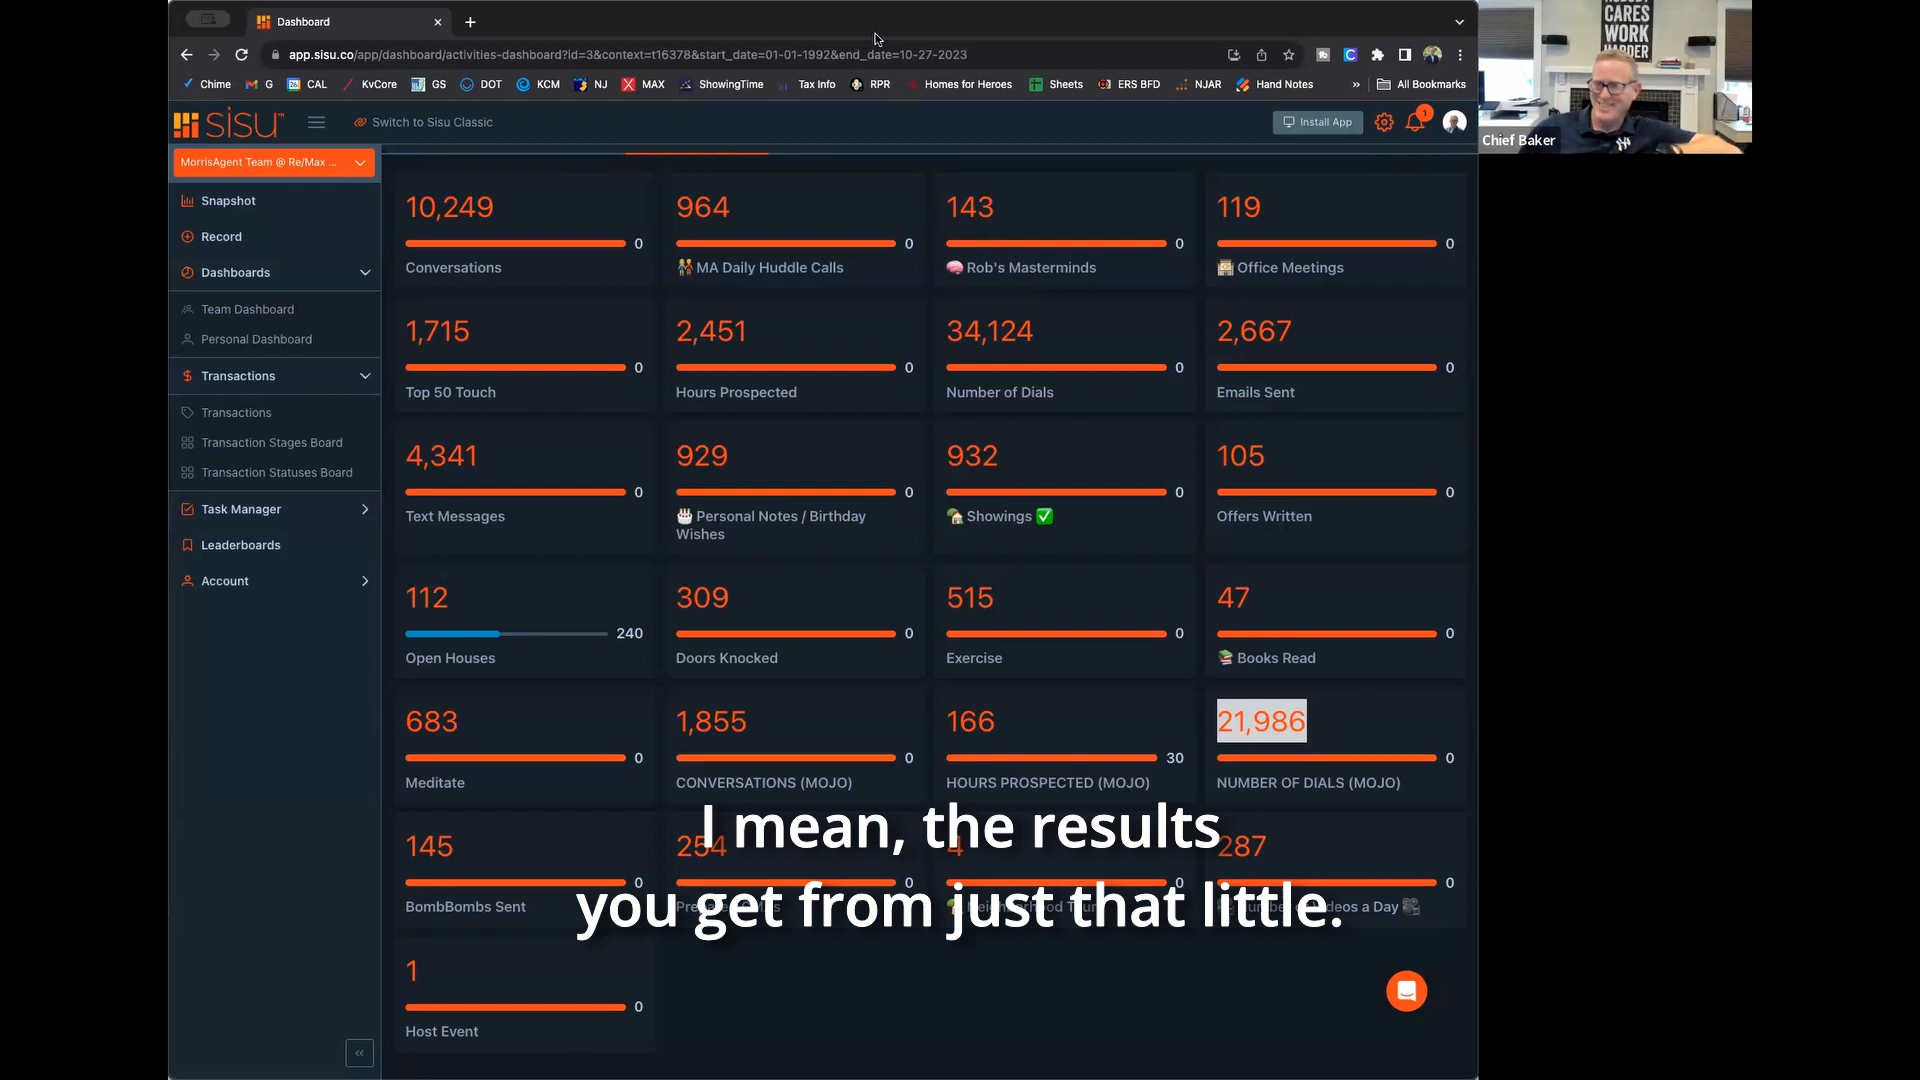 Dashboard
app.sisu.co/app/dashboard/activities-dashboard?id=3&context=t16378&start_date=01-01-1992&end_date=10-27-2023
Chime
G
CAL
KvCore
GS
DOT
KCM
NJ
MAX
ShowingTime
Tax Info
RPR
Homes for Heroes
Sheets
ERS BFD
NJAR
Hand Notes
»
All Bookmarks
NOBODY
CARES
WORK
HARDER
Chief Baker
sisu™
Switch to Sisu Classic
Install App
1
MorrisAgent Team @ Re/Max ...
Snapshot
Record
Dashboards
Team Dashboard
Personal Dashboard
Transactions
Transactions
Transaction Stages Board
Transaction Statuses Board
Task Manager
Leaderboards
Account
10,249
0
Conversations
964
0
MA Daily Huddle Calls
143
0
Rob's Masterminds
119
0
Office Meetings
1,715
0
Top 50 Touch
2,451
0
Hours Prospected
34,124
0
Number of Dials
2,667
0
Emails Sent
4,341
0
Text Messages
929
0
Personal Notes / Birthday
Wishes
932
0
Showings
105
0
Offers Written
112
240
Open Houses
309
0
Doors Knocked
515
0
Exercise
47
0
Books Read
683
0
Meditate
1,855
0
CONVERSATIONS (MOJO)
166
30
HOURS PROSPECTED (MOJO)
21,986
0
NUMBER OF DIALS (MOJO)
145
0
BombBombs Sent
254
0
4
0
287
0
a Day
1
0
Host Event
I mean, the results
you get from just that little.